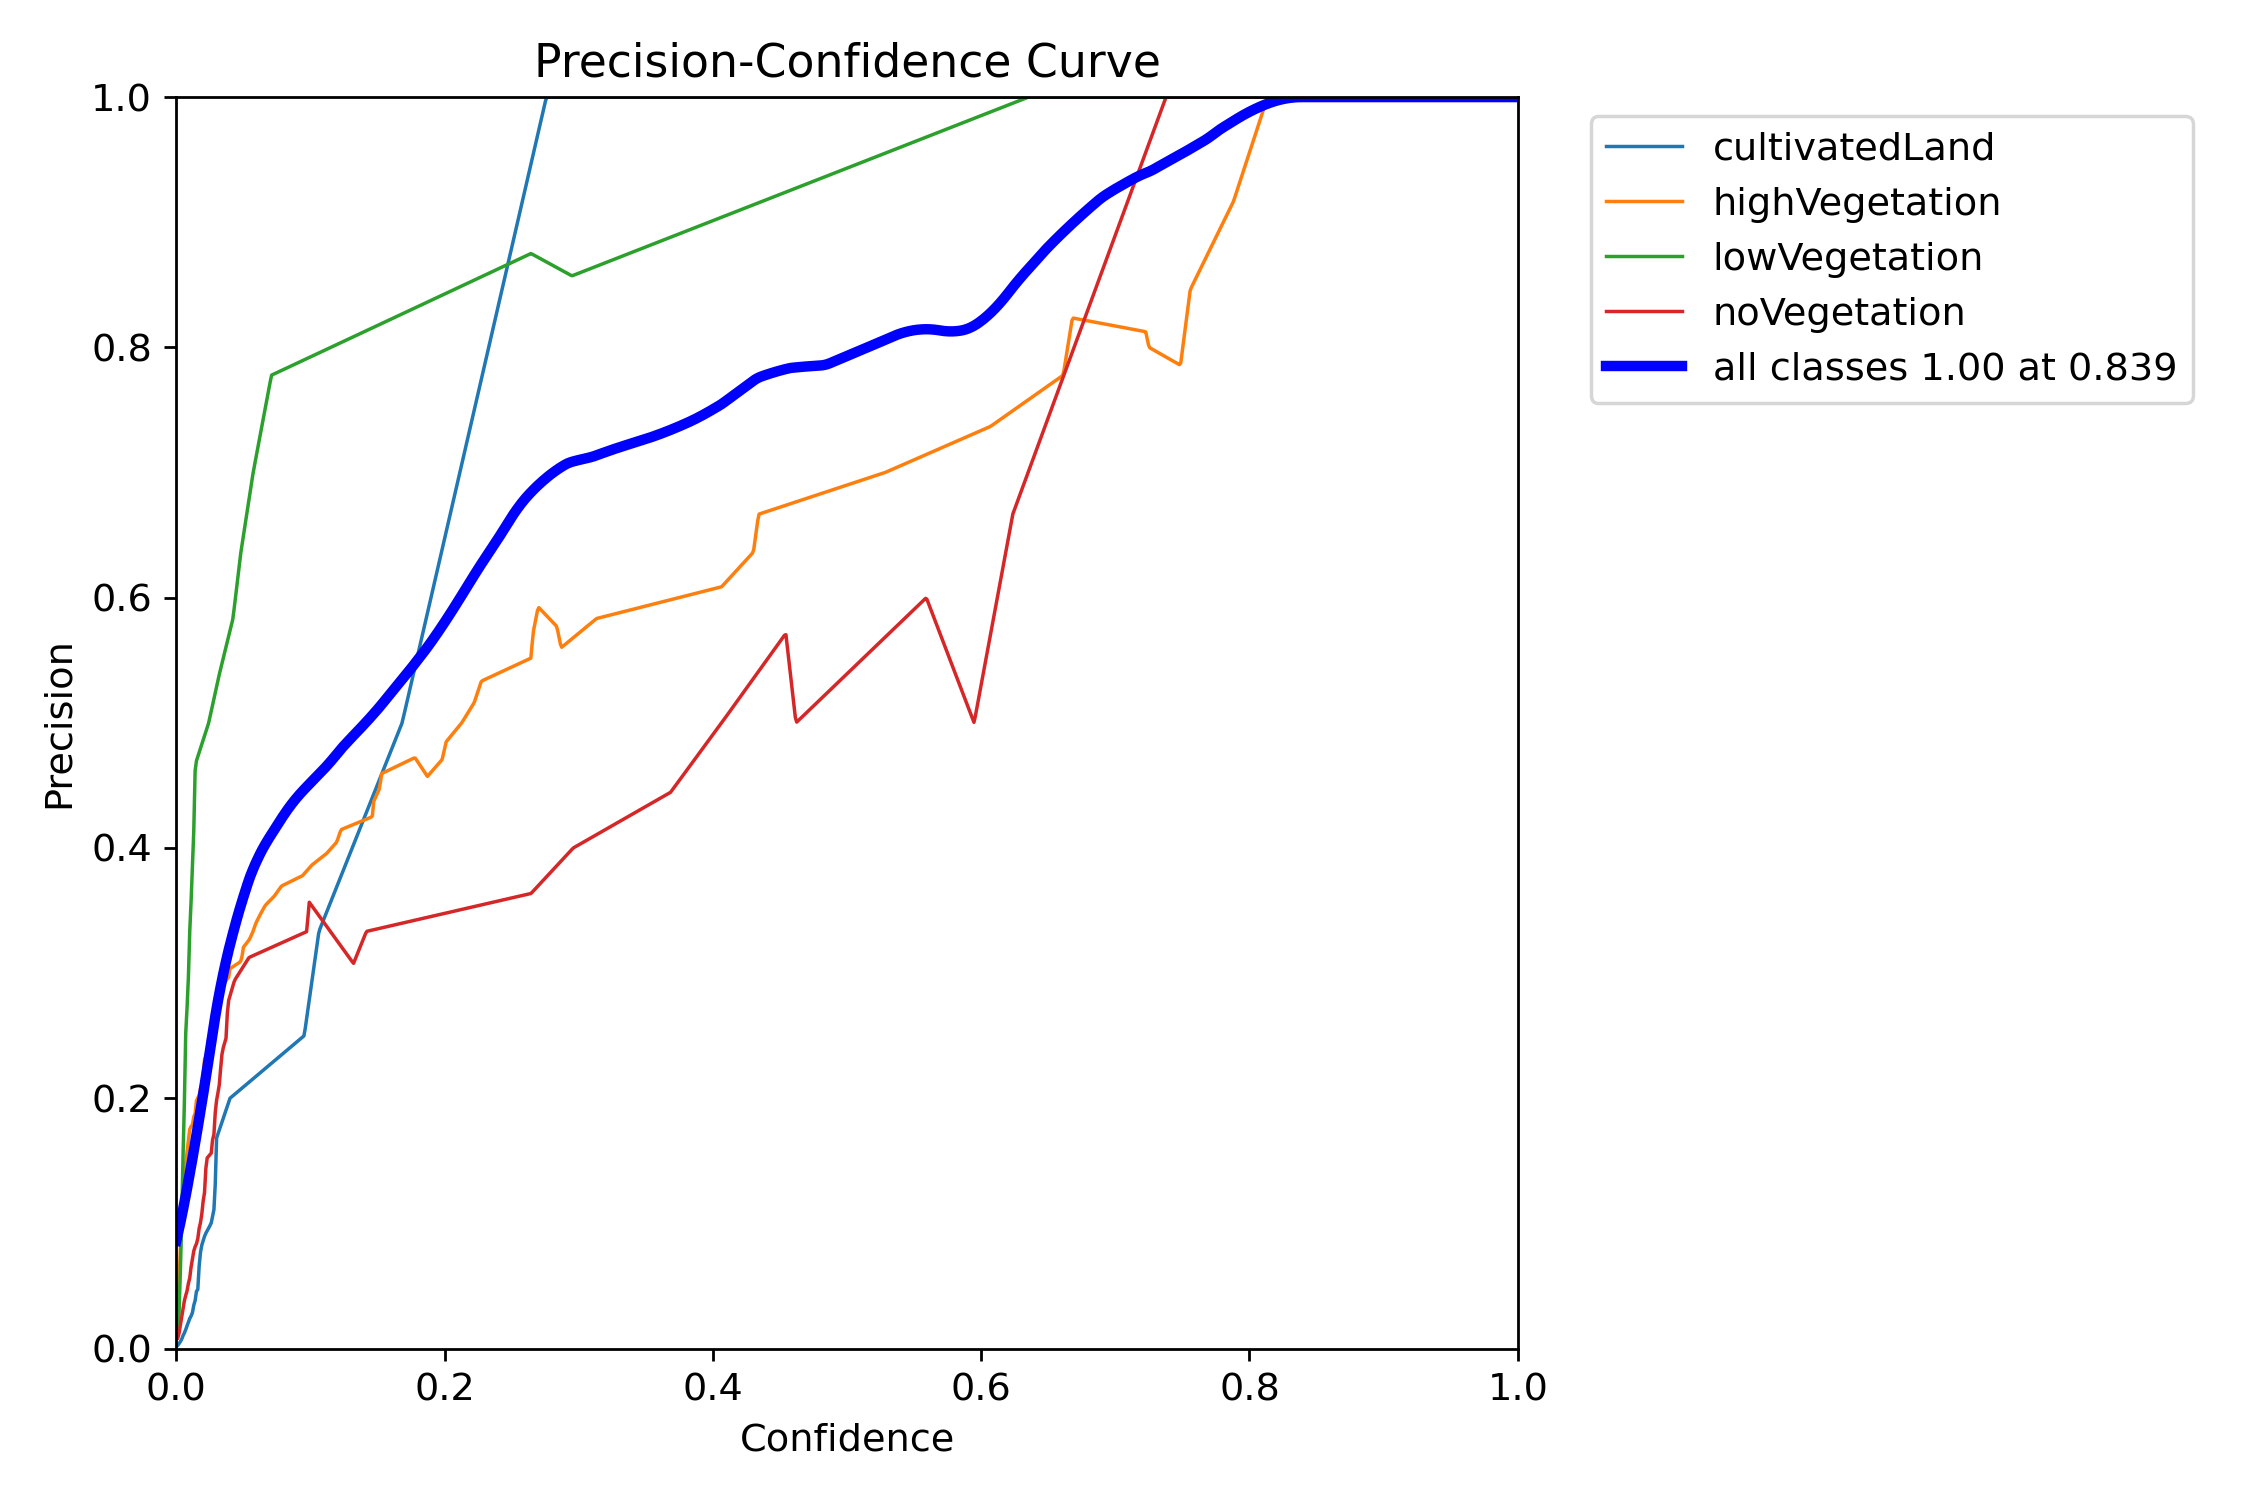 Precision-Confidence Curve
1.0
0.8
0.6
0.4
0.2
0.0
Precision
0.0 0.2 0.4 0.6 0.8 1.0
Confidence
cultivatedLand
highVegetation
lowVegetation
noVegetation
all classes 1.00 at 0.839